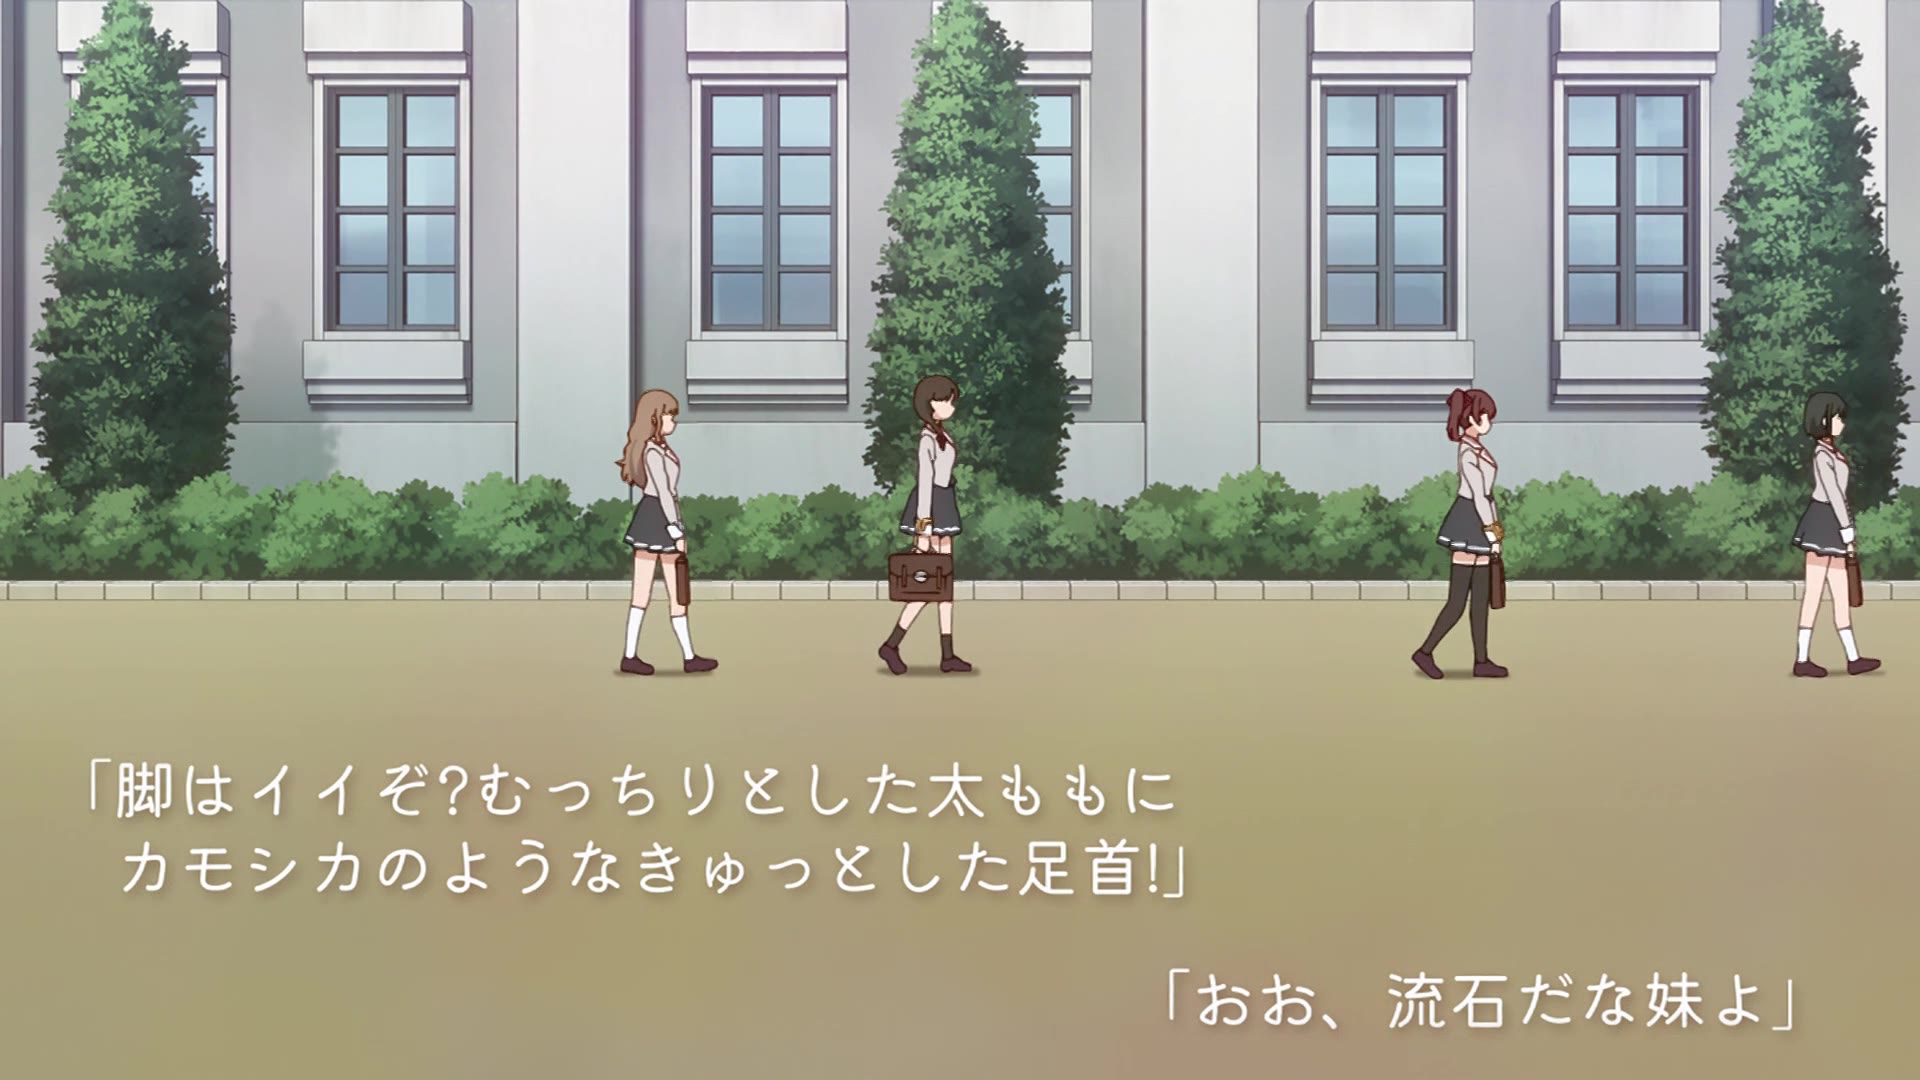 「脚はイイぞ?むっちりとした太ももに
カモシカのようなきゅっとした足首!」
「おお、流石だな妹よ」